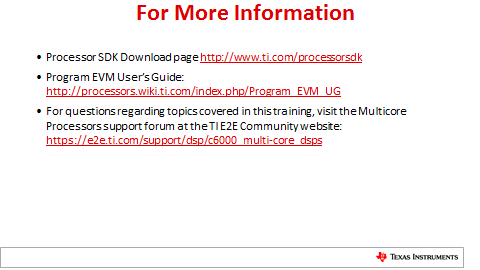 For More Information
• Processor SDK Download page http://www.ti.com/processorsdk
• Program EVM User's Guide:
http://processors.wiki.ti.com/index.php/Program_EVM_UG
• For questions regarding topics covered in this training, visit the Multicore
Processors support forum at the TI E2E Community website:
https://e2e.ti.com/support/dsp/c6000_multi-core_dsps
TEXAS INSTRUMENTS